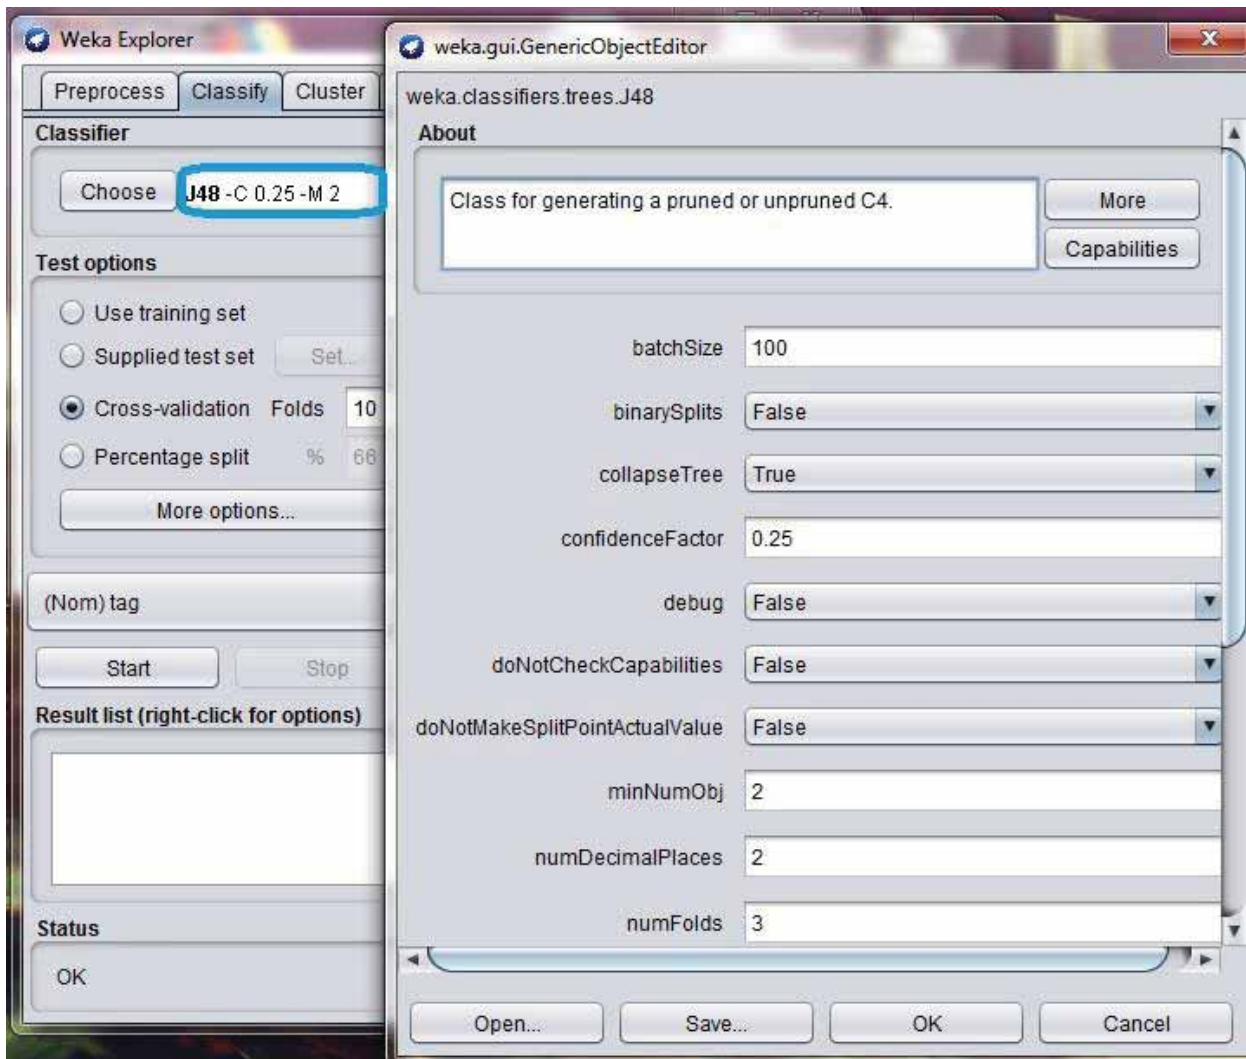 Weka Explorer
Preprocess Classify Cluster
Classifier
Choose J48 -C 0.25 -M 2
Test options
Use training set
Supplied test set Set...
Cross-validation Folds 10
Percentage split % 66
More options...
(Nom) tag
Start Stop
Result list (right-click for options)
Status
OK
weka.gui.GenericObjectEditor
X
weka.classifiers.trees.J48
About
Class for generating a pruned or unpruned C4.
More
Capabilities
batchSize 100
binarySplits False
collapseTree True
confidenceFactor 0.25
debug False
doNotCheckCapabilities False
doNotMakeSplitPointActualValue False
minNumObj 2
numDecimalPlaces 2
numFolds 3
Open... Save... OK Cancel